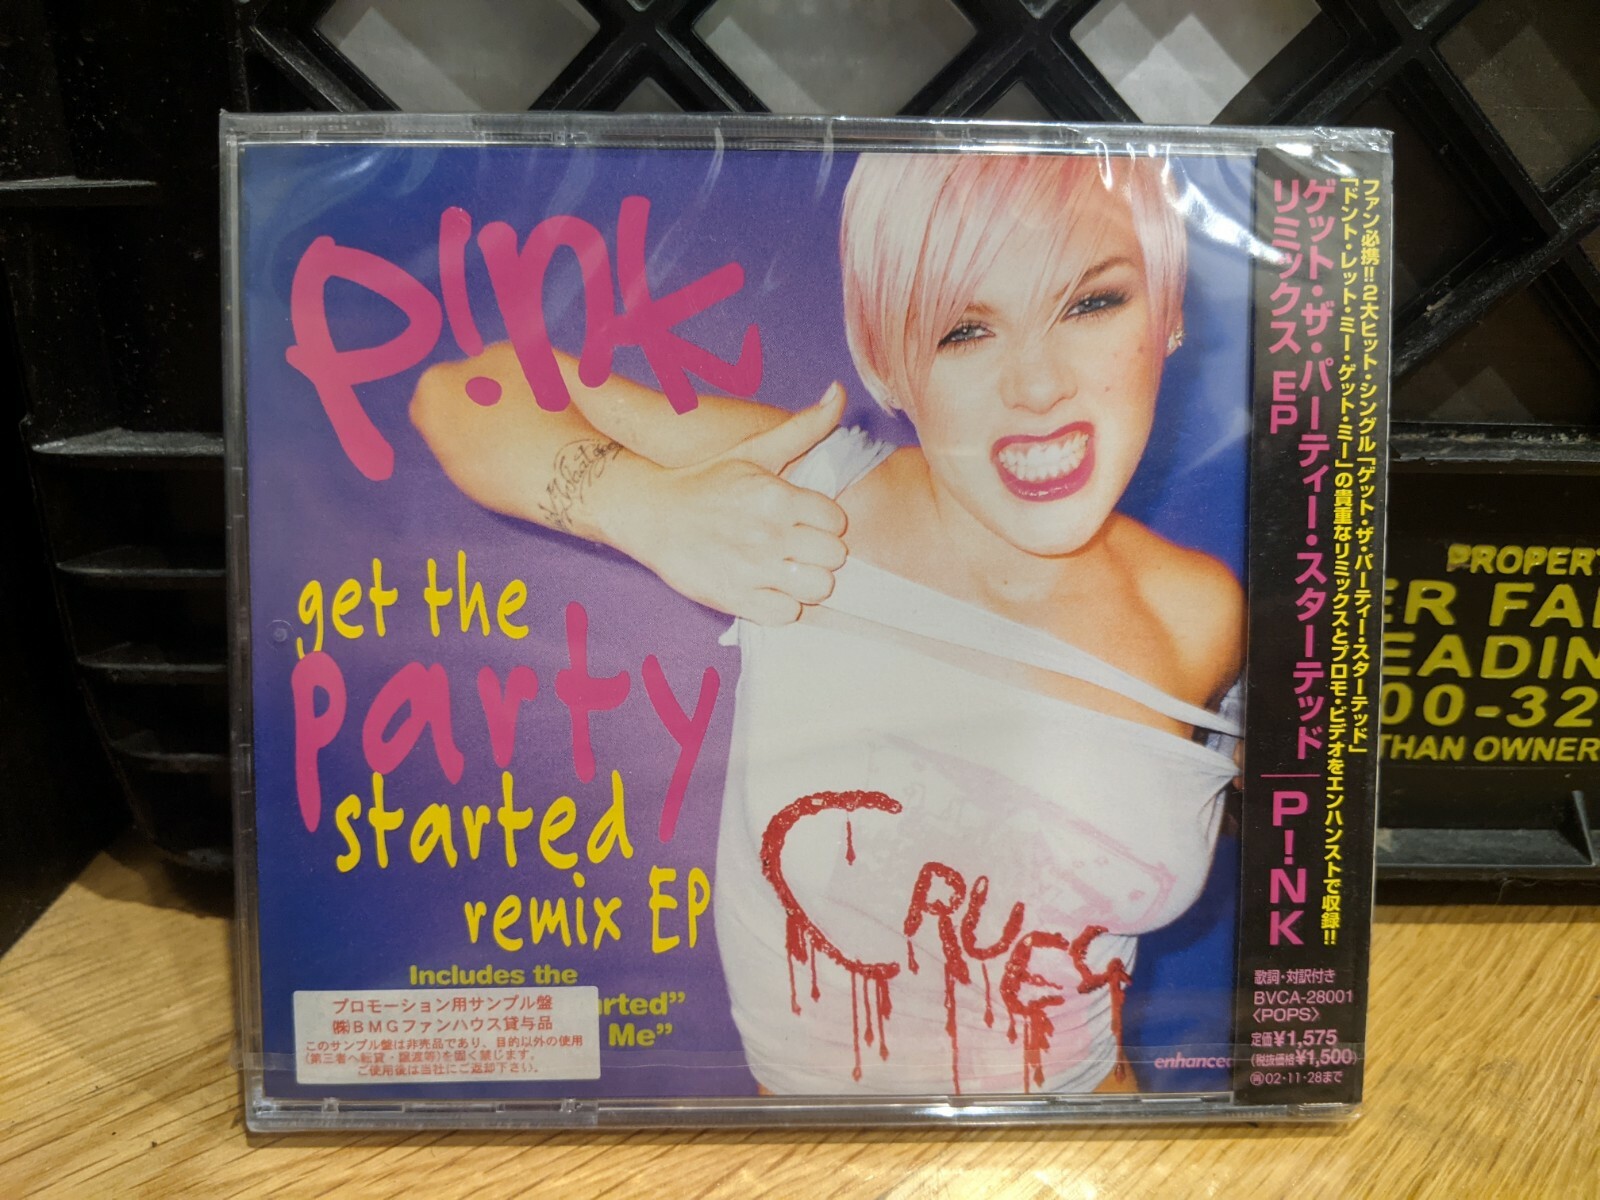 p!nk
get the
party
started
remix EP
Includes the
arted”
Me”
プロモーション用サンプル盤
㈱BMGファンハウス貸与品
このサンプル盤は非売品であり、目的以外の使用
(第三者へ転貸・譲渡等)を固く禁じます。
ご使用後は当社にご返却下さい。
CRUEL
enhanced
ファン必携!!2大ヒット・シングル「ゲット・ザ・パーティー・スターテッド」
「ドント・レット・ミー・ゲット・ミー」の貴重なリミックスとプロモ・ビデオをエンハンストで収録!!
ゲット・ザ・パーティー・スターテッド
リミックス EP
P!NK
歌詞・対訳付き
BVCA-28001
〈POPS〉
定価¥1,575
(税抜価格¥1,500)
02・11・28まで
PROPERT
ER FA
EADIN
00-32
THAN OWNER